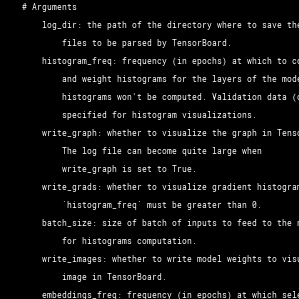 # Arguments
log_dir: the path of the directory where to save the
files to be parsed by TensorBoard.
histogram_freq: frequency (in epochs) at which to co
and weight histograms for the layers of the mode
histograms won't be computed. Validation data (o
specified for histogram visualizations.
write_graph: whether to visualize the graph in Tenso
The log file can become quite large when
write_graph is set to True.
write_grads: whether to visualize gradient histogram
`histogram_freq` must be greater than 0.
batch_size: size of batch of inputs to feed to the n
for histograms computation.
write_images: whether to write model weights to visu
image in TensorBoard.
embeddings_freq: frequency (in epochs) at which sele